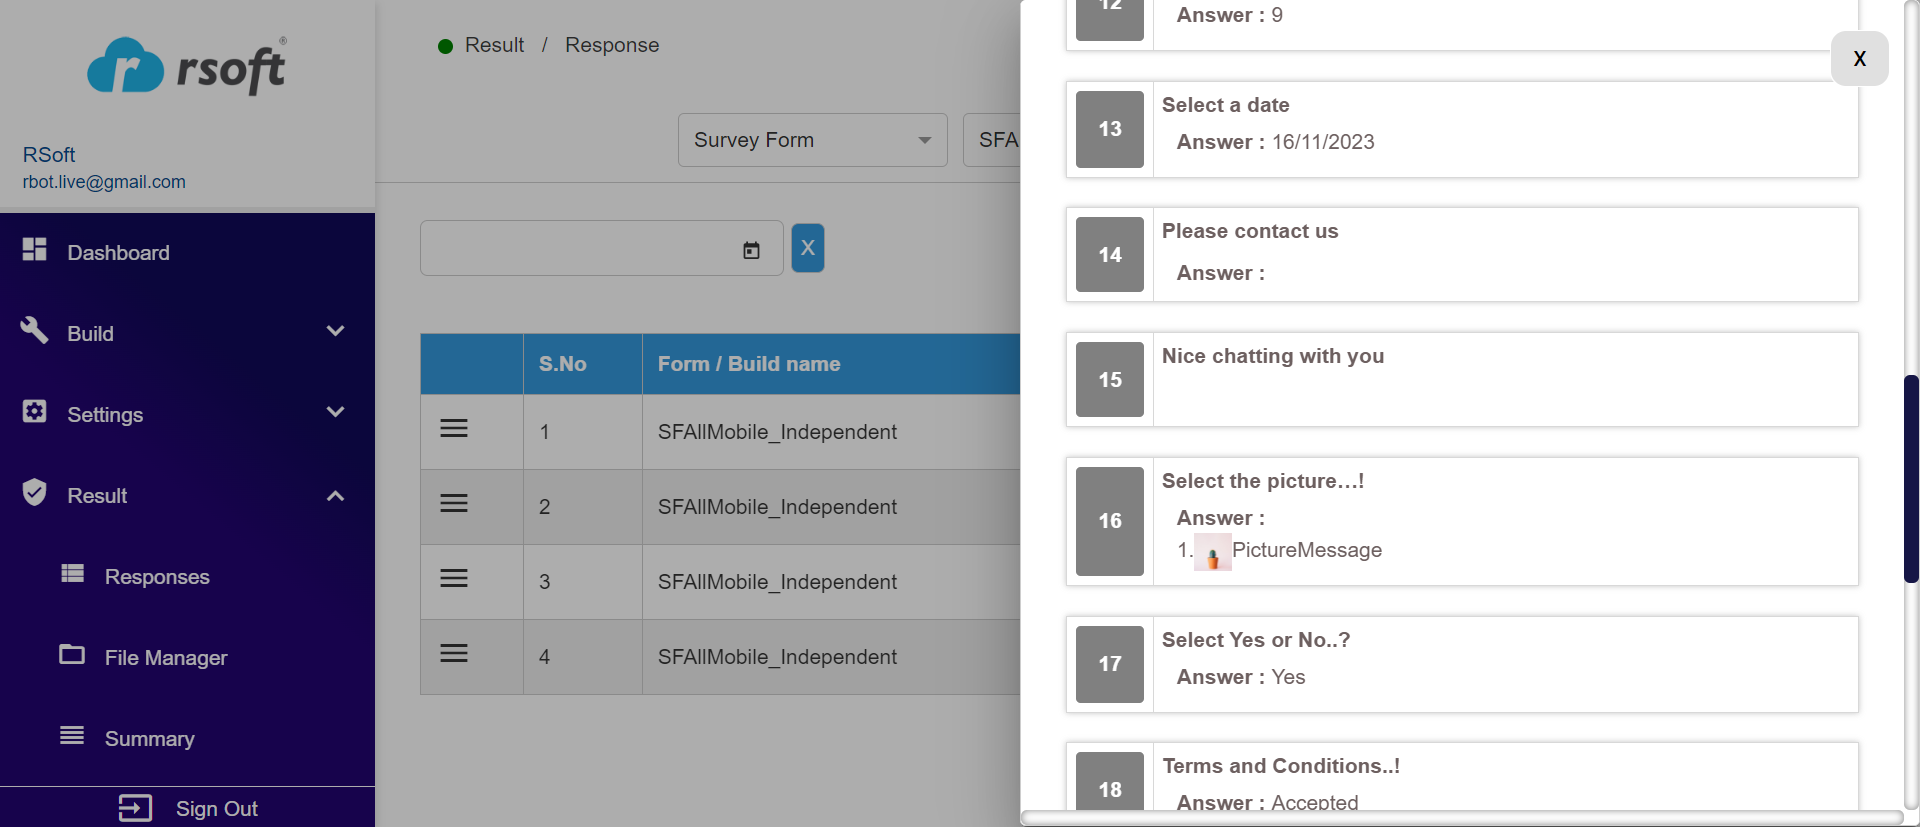 rsoft®
RSoft
rbot.live@gmail.com
Dashboard
Build
Settings
Result
Responses
File Manager
Summary
Sign Out
Result / Response
Survey Form
SFA
X
S.No Form / Build name
1 SFAllMobile_Independent
2 SFAllMobile_Independent
3 SFAllMobile_Independent
4 SFAllMobile_Independent
X
12
Answer : 9
13
Select a date
Answer : 16/11/2023
14
Please contact us
Answer :
15
Nice chatting with you
16
Select the picture...!
Answer :
1. PictureMessage
17
Select Yes or No..?
Answer : Yes
18
Terms and Conditions..!
Answer : Accepted